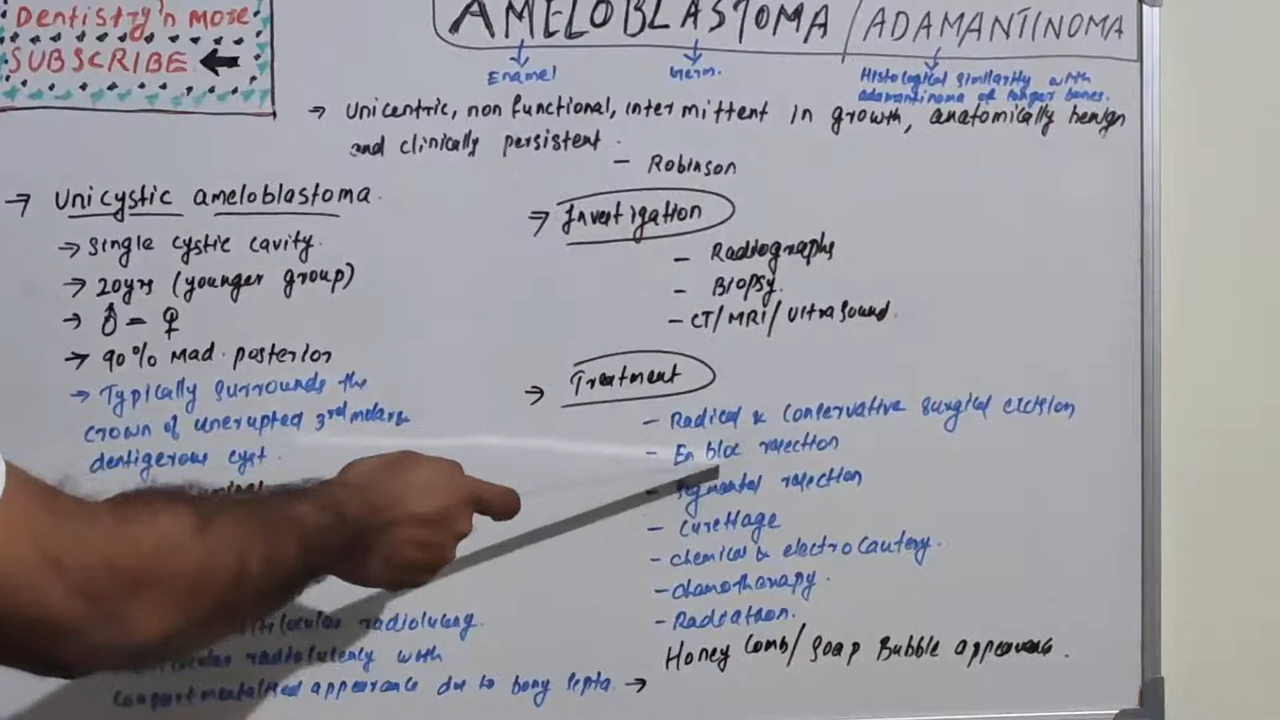 Dentistry'n more
SUBSCRIBE
AMELOBLASTOMA / ADAMANTINOMA
Enamel
Germ.
Histological similarity with
adamantinoma of longer bones.
→ Unicentric, non functional, intermittent in growth, anatomically benign
and clinically persistent.
- Robinson
→ Unicystic ameloblastoma.
→ Single cystic cavity.
→ 20yrs (younger group)
→ ♂ = ♀
→ 90% Mad. posterior
→ Typically surrounds the
crown of unerupted 3rd molar &
dentigerous cyst.
→ Investigation
- Radiographs
- Biopsy.
- CT/MRI/Ultrasound.
→ Treatment
- Radical & Conservative surgical excision
- En bloc resection
- Segmental resection
- Curettage
- chemical & electrocautery.
- chemotherapy.
- Radiation.
radiolucency.
radiolucency with
compartmentalised appearance due to bony septa. →
Honey Comb/Soap Bubble appearance.